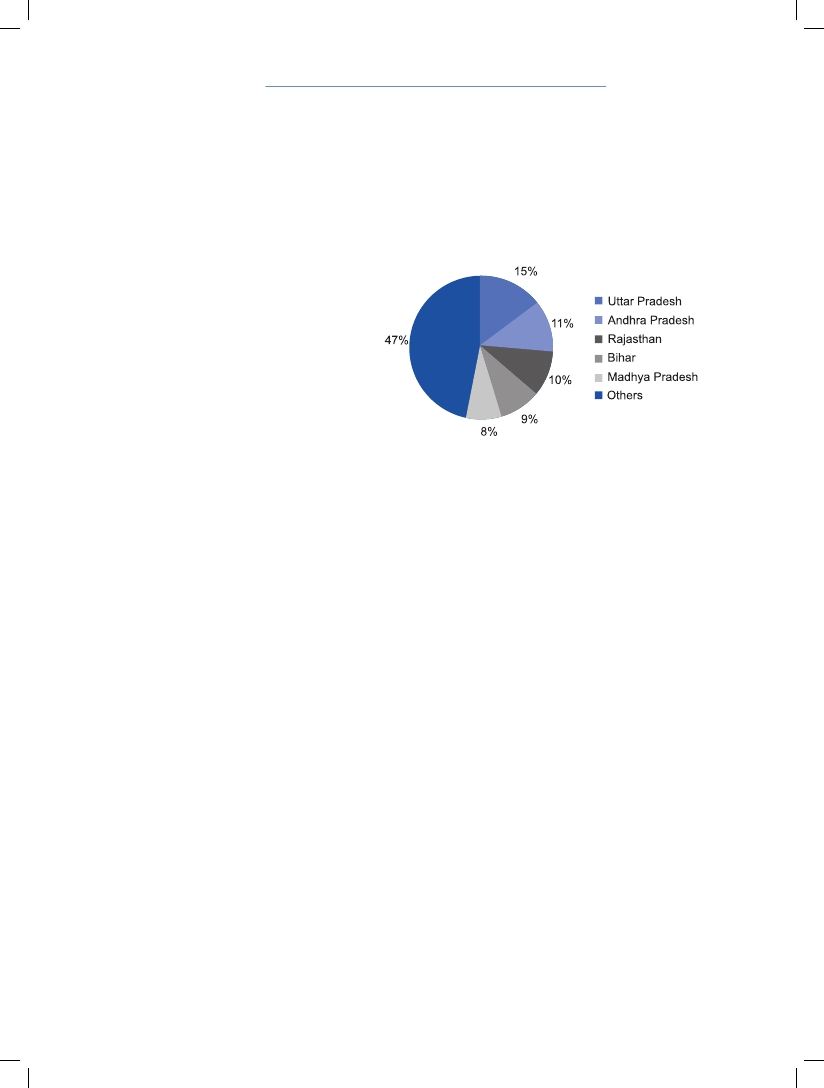 15%
11%
47%
10%
9%
8%
Uttar Pradesh
Andhra Pradesh
Rajasthan
Bihar
Madhya Pradesh
Others